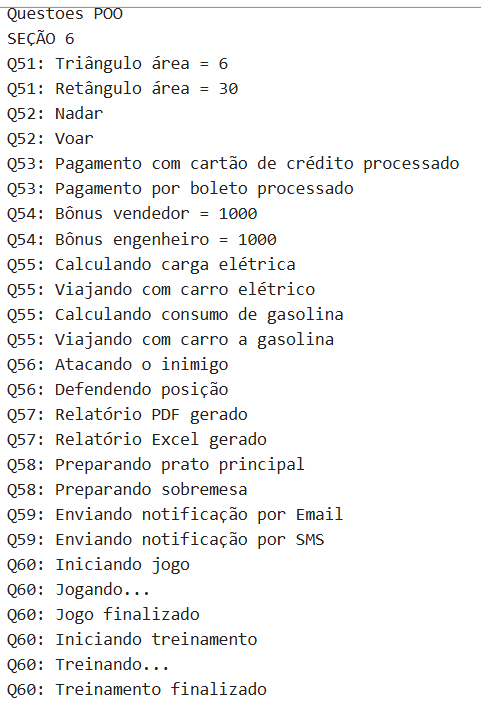 Questoes POO
SEÇÃO 6
Q51: Triângulo área = 6
Q51: Retângulo área = 30
Q52: Nadar
Q52: Voar
Q53: Pagamento com cartão de crédito processado
Q53: Pagamento por boleto processado
Q54: Bônus vendedor = 1000
Q54: Bônus engenheiro = 1000
Q55: Calculando carga elétrica
Q55: Viajando com carro elétrico
Q55: Calculando consumo de gasolina
Q55: Viajando com carro a gasolina
Q56: Atacando o inimigo
Q56: Defendendo posição
Q57: Relatório PDF gerado
Q57: Relatório Excel gerado
Q58: Preparando prato principal
Q58: Preparando sobremesa
Q59: Enviando notificação por Email
Q59: Enviando notificação por SMS
Q60: Iniciando jogo
Q60: Jogando...
Q60: Jogo finalizado
Q60: Iniciando treinamento
Q60: Treinando...
Q60: Treinamento finalizado